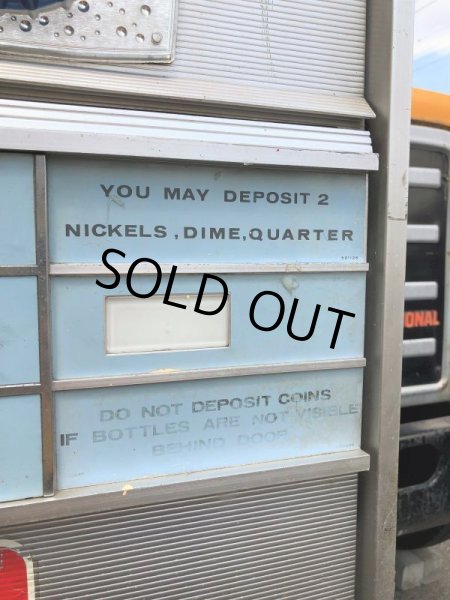 YOU MAY DEPOSIT 2
NICKELS, DIME, QUARTER
SOLD OUT
DO NOT DEPOSIT COINS
IF BOTTLES ARE NOT VISIBLE
BEHIND DOOR
ONAL